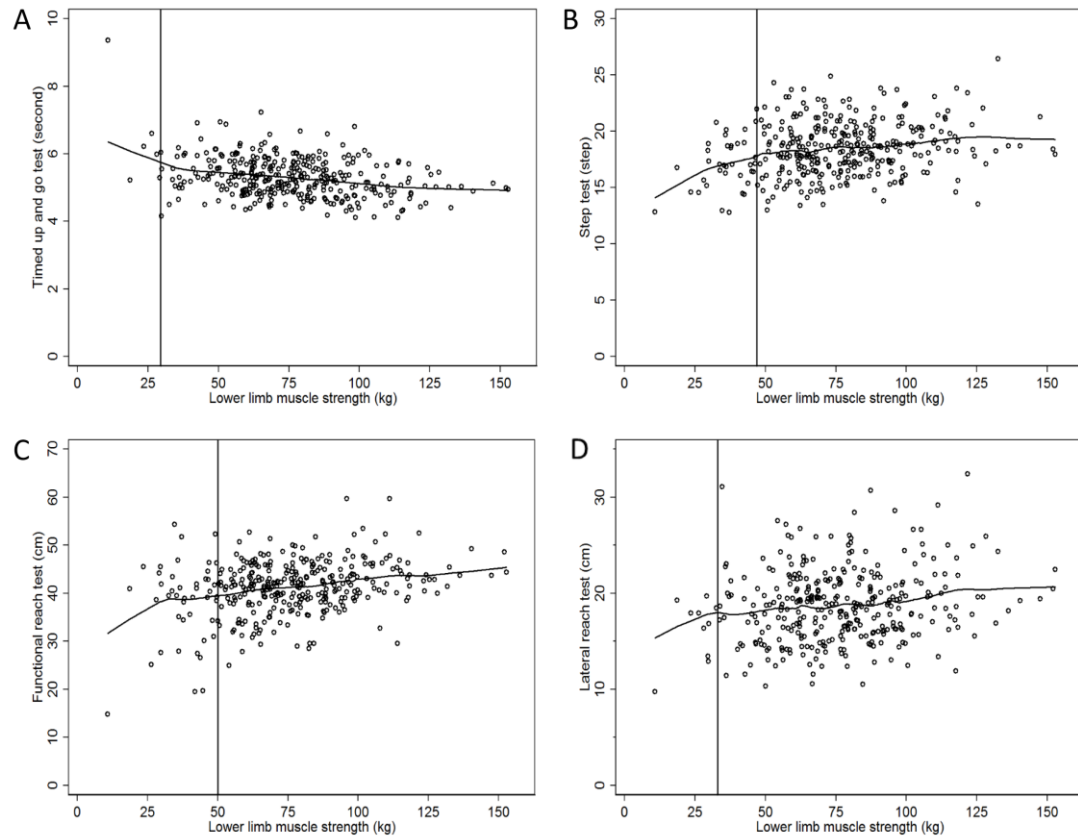 A
Timed up and go test (second)
10
8
6
4
2
0
0 25 50 75 100 125 150
Lower limb muscle strength (kg)
B
Step test (step)
30
25
20
15
10
5
0
0 25 50 75 100 125 150
Lower limb muscle strength (kg)
C
Functional reach test (cm)
70
60
50
40
30
20
10
0
0 25 50 75 100 125 150
Lower limb muscle strength (kg)
D
Lateral reach test (cm)
30
20
10
0
0 25 50 75 100 125 150
Lower limb muscle strength (kg)